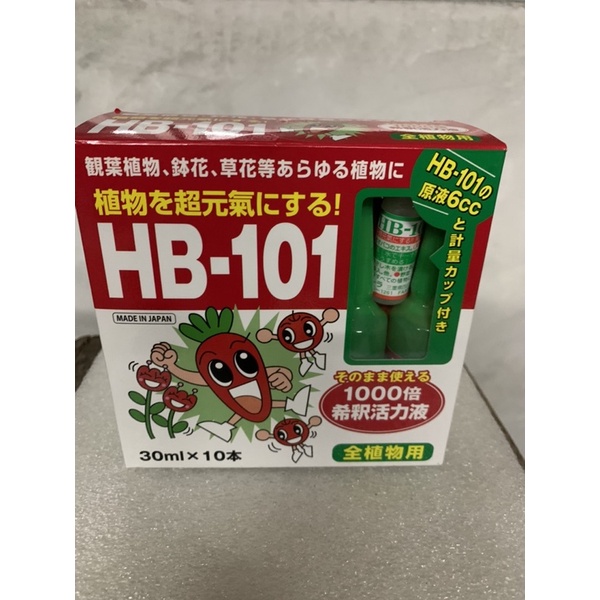 HB-101
全植物用
観葉植物、鉢花、草花等あらゆる植物に
植物を超元氣にする!
HB-101
MADE IN JAPAN
HB-101の
原液6cc
と計量カップ付き
HB-1
そのまま使える
1000倍
希釈活力液
30ml×10本
全植物用